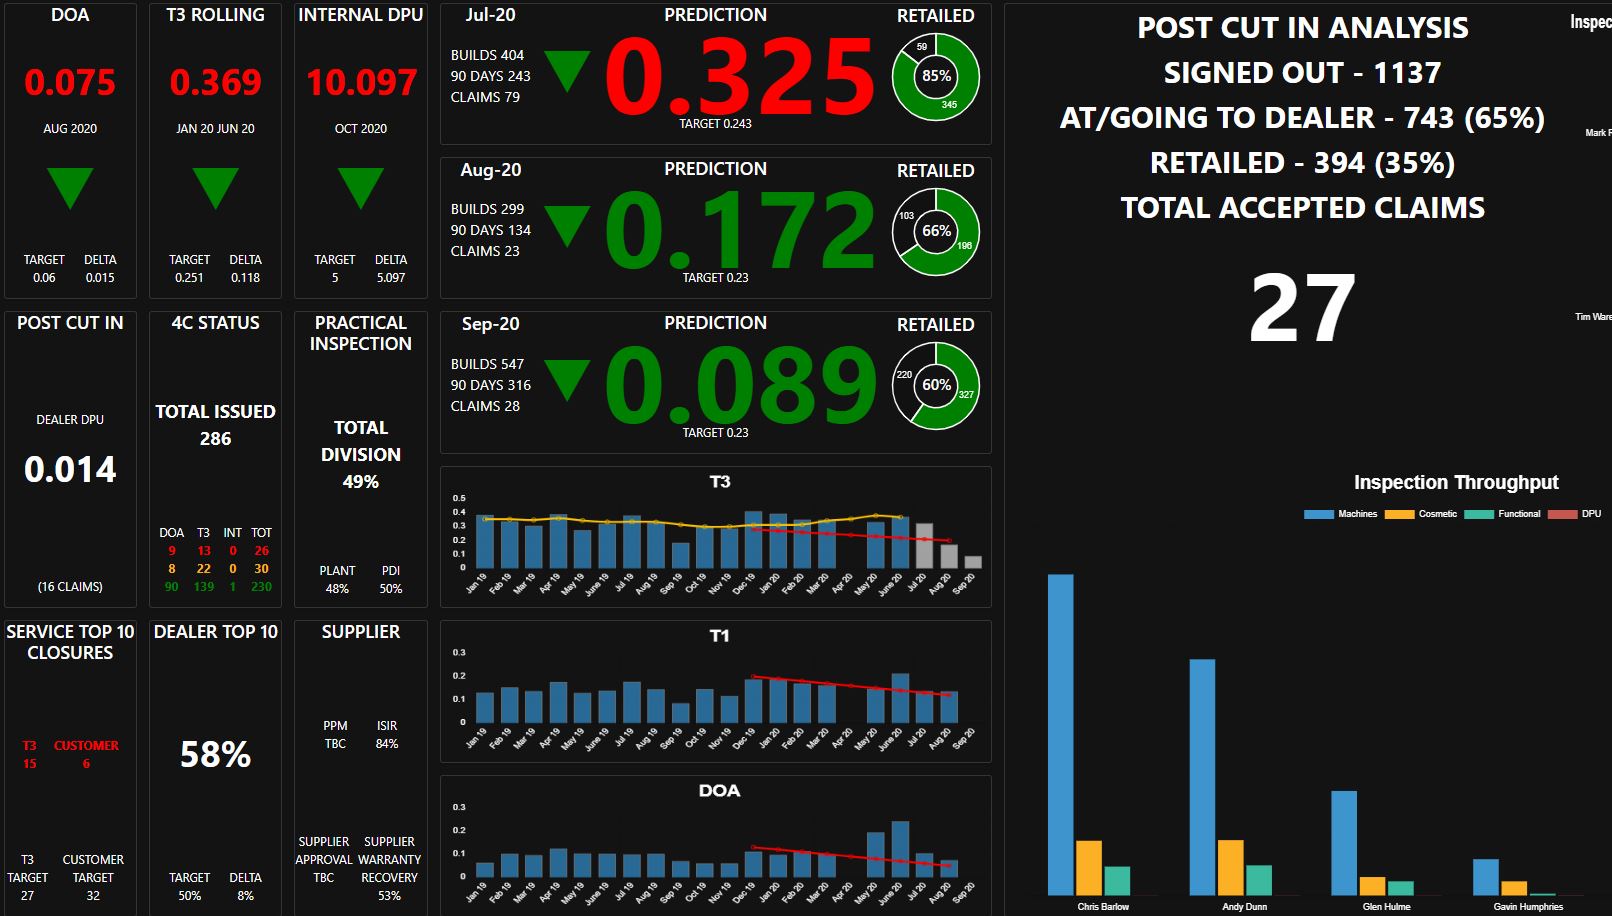 DOA
0.075
AUG 2020
TARGET DELTA
0.06 0.015
T3 ROLLING
0.369
JAN 20 JUN 20
TARGET DELTA
0.251 0.118
INTERNAL DPU
10.097
OCT 2020
TARGET DELTA
5 5.097
POST CUT IN
DEALER DPU
0.014
(16 CLAIMS)
4C STATUS
TOTAL ISSUED
286
DOA T3 INT TOT
9 13 0 26
8 22 0 30
90 139 1 230
PRACTICAL
INSPECTION
TOTAL
DIVISION
49%
PLANT PDI
48% 50%
SERVICE TOP 10
CLOSURES
T3 CUSTOMER
15 6
T3 CUSTOMER
TARGET TARGET
27 32
DEALER TOP 10
58%
TARGET DELTA
50% 8%
SUPPLIER
PPM ISIR
TBC 84%
SUPPLIER SUPPLIER
APPROVAL WARRANTY
TBC RECOVERY
53%
Jul-20 PREDICTION RETAILED
BUILDS 404
90 DAYS 243
CLAIMS 79
0.325
TARGET 0.243
59
85%
345
Aug-20 PREDICTION RETAILED
BUILDS 299
90 DAYS 134
CLAIMS 23
0.172
TARGET 0.23
103
66%
196
Sep-20 PREDICTION RETAILED
BUILDS 547
90 DAYS 316
CLAIMS 28
0.089
TARGET 0.23
220
60%
327
T3
0.5
0.4
0.3
0.2
0.1
0
Jan 19 Feb 19 Mar 19 Apr 19 May 19 June 19 Jul 19 Aug 19 Sep 19 Oct 19 Nov 19 Dec 19 Jan 20 Feb 20 Mar 20 Apr 20 May 20 June 20 Jul 20 Aug 20 Sep 20
T1
0.3
0.2
0.1
0
Jan 19 Feb 19 Mar 19 Apr 19 May 19 June 19 Jul 19 Aug 19 Sep 19 Oct 19 Nov 19 Dec 19 Jan 20 Feb 20 Mar 20 Apr 20 May 20 June 20 Jul 20 Aug 20 Sep 20
DOA
0.3
0.2
0.1
0
Jan 19 Feb 19 Mar 19 Apr 19 May 19 June 19 Jul 19 Aug 19 Sep 19 Oct 19 Nov 19 Dec 19 Jan 20 Feb 20 Mar 20 Apr 20 May 20 June 20 Jul 20 Aug 20 Sep 20
POST CUT IN ANALYSIS
SIGNED OUT - 1137
AT/GOING TO DEALER - 743 (65%)
RETAILED - 394 (35%)
TOTAL ACCEPTED CLAIMS
27
Inspec
Mark
Tim Ware
Inspection Throughput
Machines Cosmetic Functional DPU
Chris Barlow Andy Dunn Glen Hulme Gavin Humphries